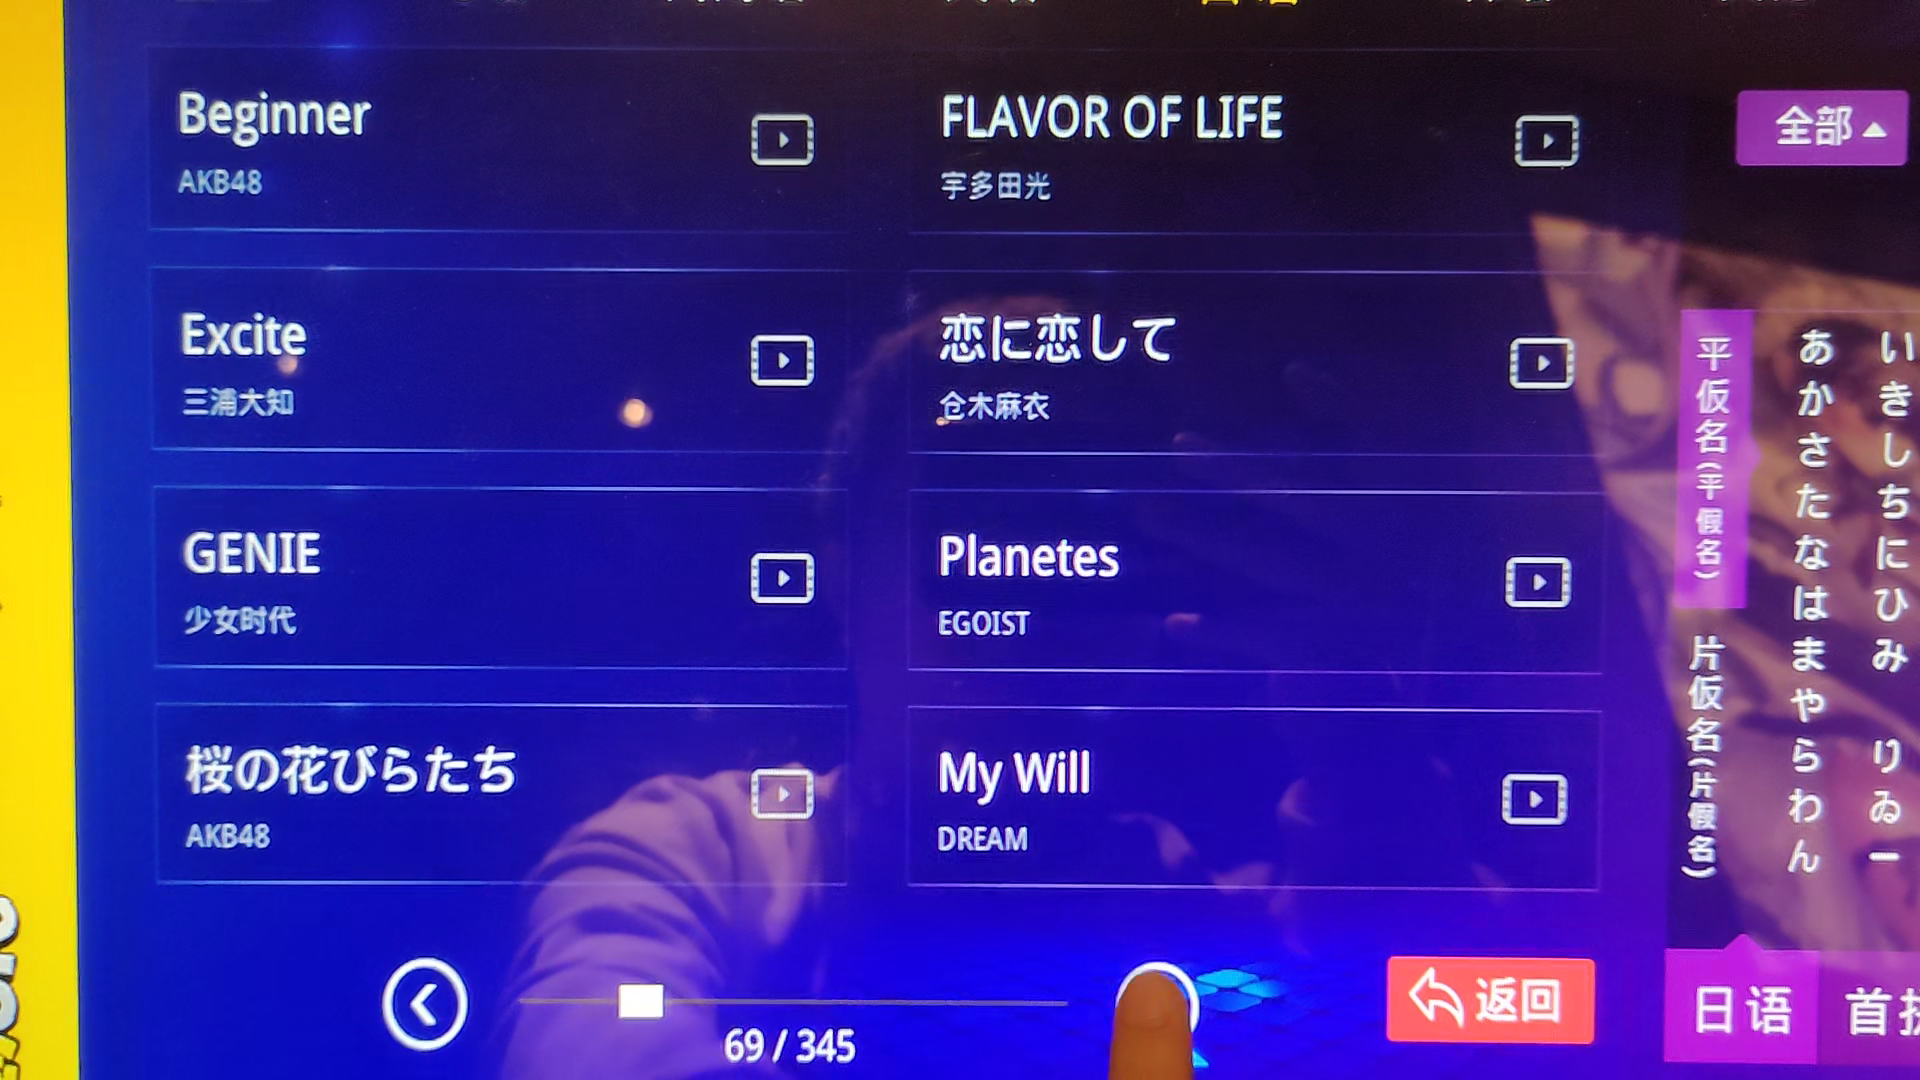 Beginner
AKB48
FLAVOR OF LIFE
宇多田光
全部
Excite
三浦大知
恋に恋して
仓木麻衣
GENIE
少女时代
Planetes
EGOIST
桜の花びらたち
AKB48
My Will
DREAM
平仮名(平假名)
片仮名(片假名)
あかさたなはまやらわん
いきしちにひみ りゐー
69 / 345
返回
日语
首